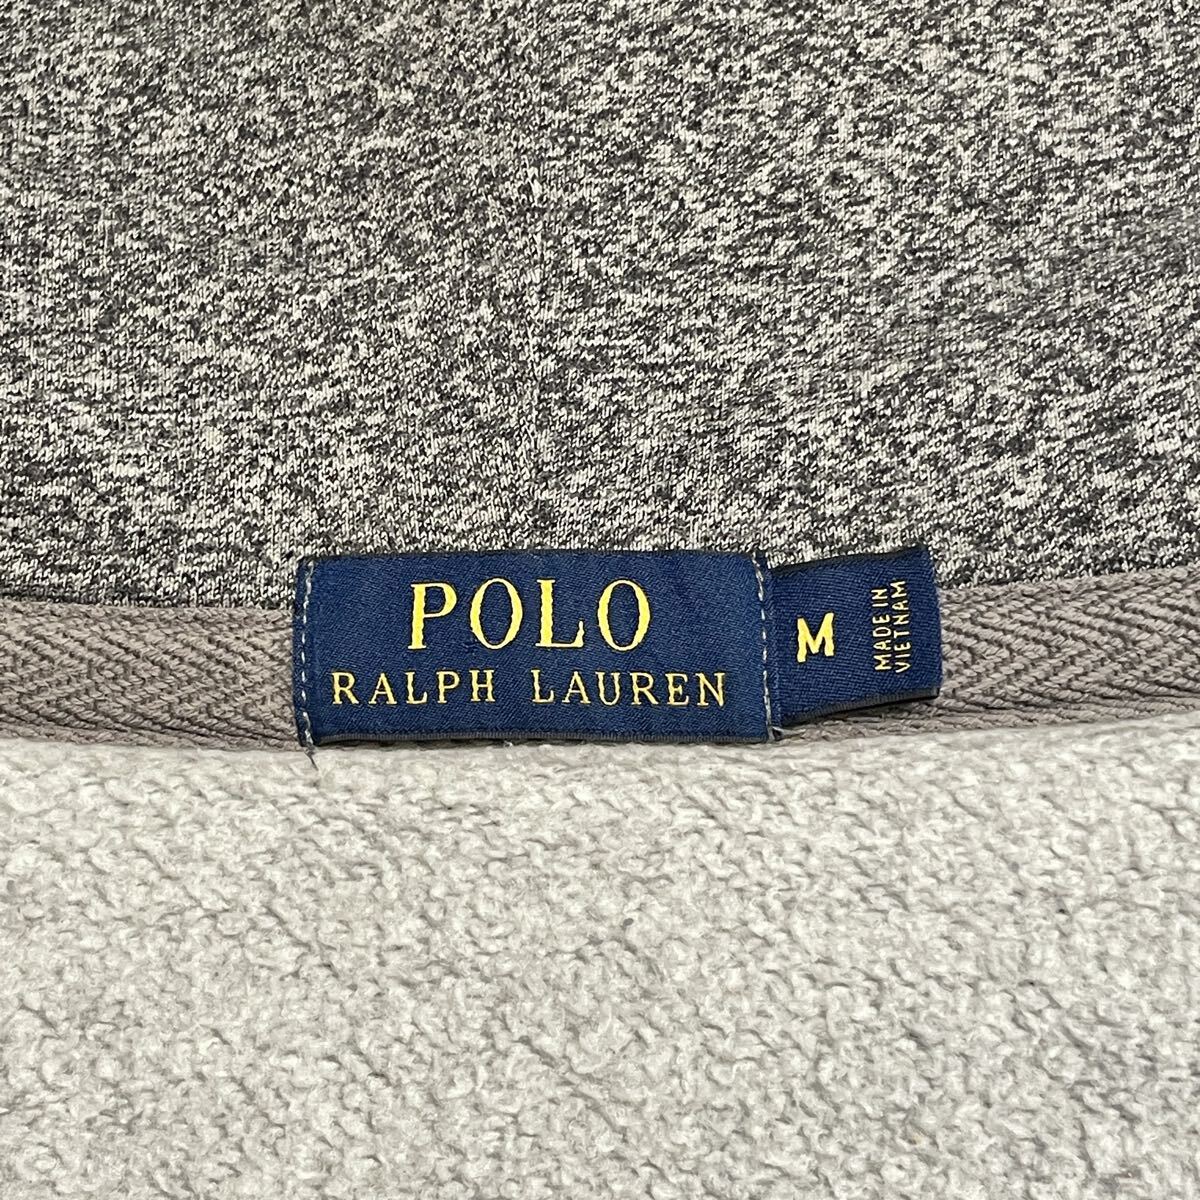 POLO
RALPH LAUREN
M
MADE IN
VIETNAM